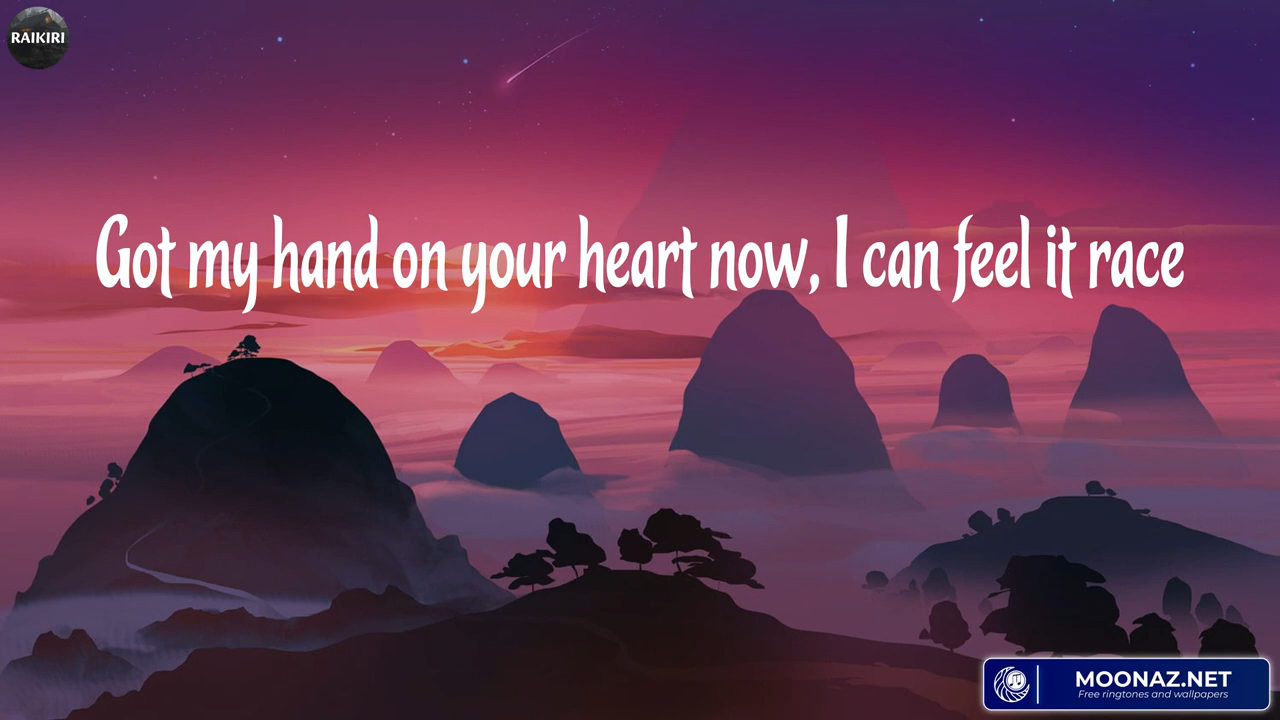 RAIKIRI
Got my hand on your heart now, I can feel it race
MOONAZ.NET
Free ringtones and wallpapers